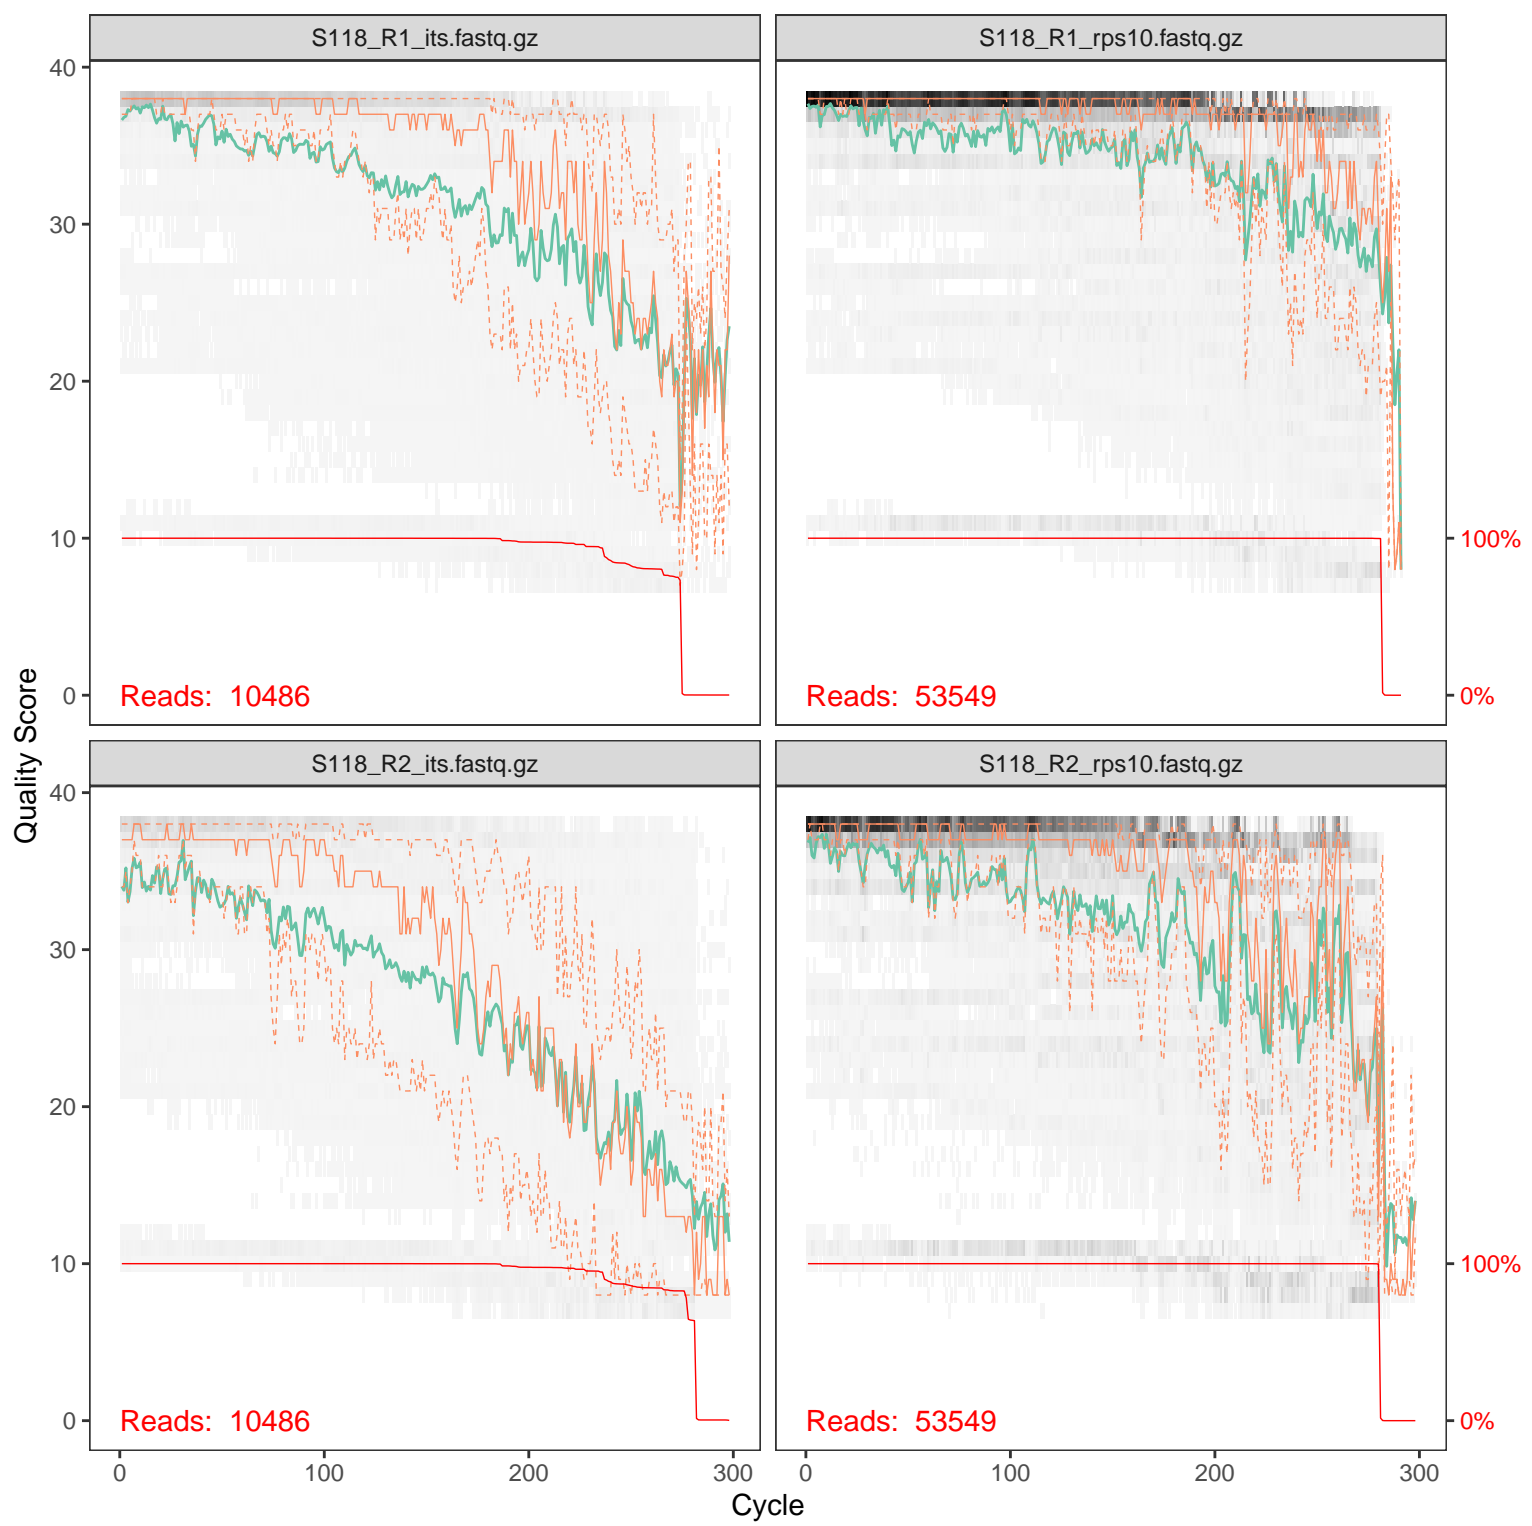 S118_R1_its.fastq.gz
S118_R1_rps10.fastq.gz
40
30
20
10
0
Reads: 10486
Reads: 53549
100%
0%
Quality Score
S118_R2_its.fastq.gz
S118_R2_rps10.fastq.gz
40
30
20
10
0
Reads: 10486
Reads: 53549
100%
0%
0 100 200 300
0 100 200 300
Cycle